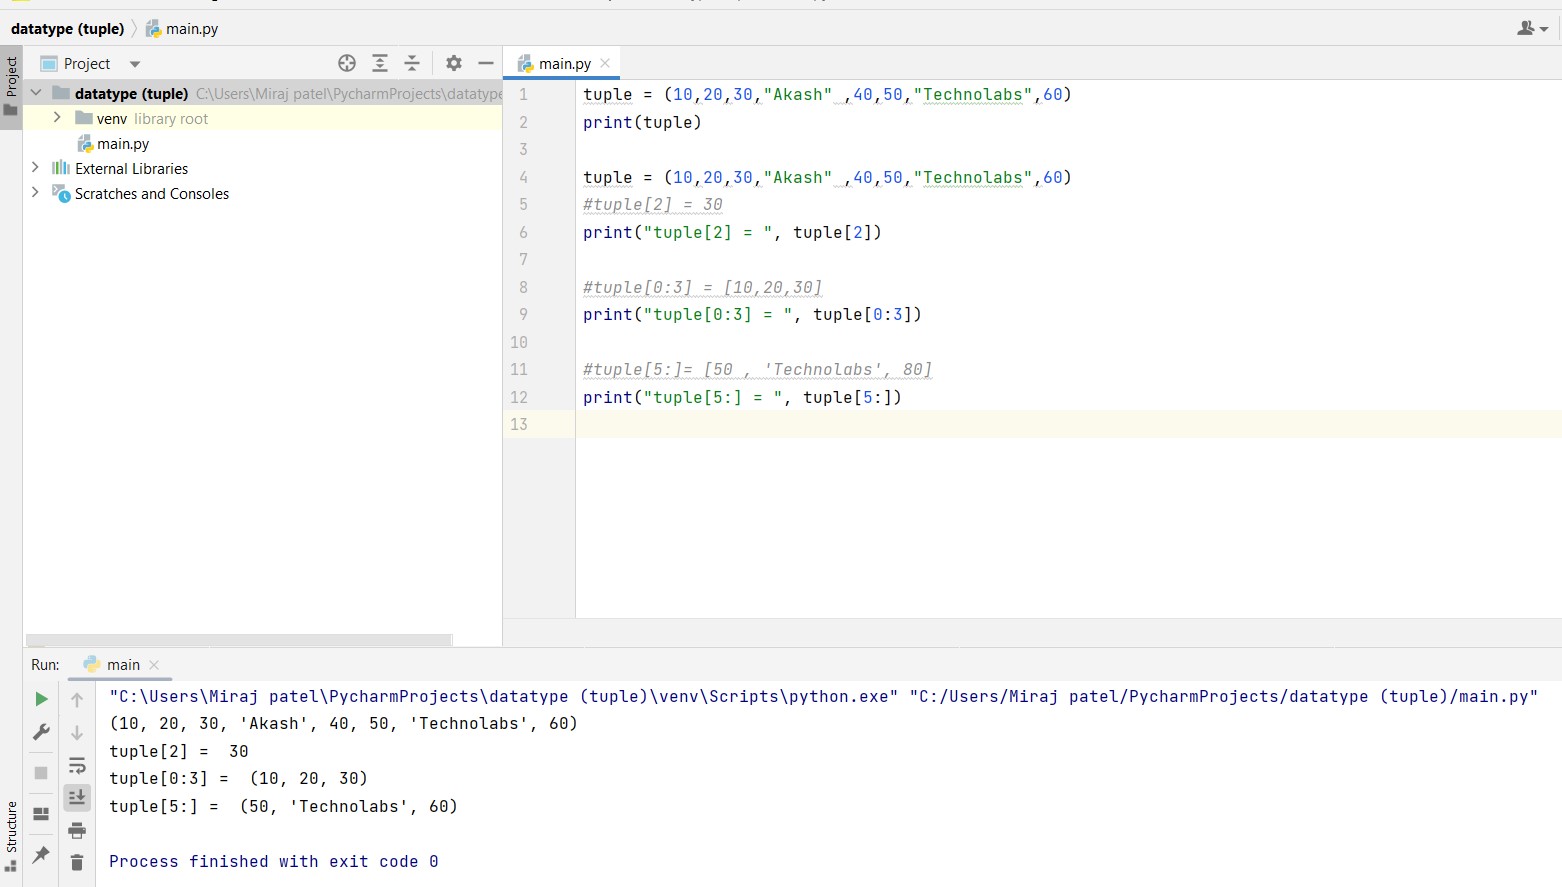 datatype (tuple) main.py
Project
Project
main.py
datatype (tuple) C:\Users\Miraj patel\PycharmProjects\datatype
venv library root
main.py
External Libraries
Scratches and Consoles
1 tuple = (10,20,30,"Akash" ,40,50,"Technolabs",60)
2 print(tuple)
3
4 tuple = (10,20,30,"Akash" ,40,50,"Technolabs",60)
5 #tuple[2] = 30
6 print("tuple[2] = ", tuple[2])
7
8 #tuple[0:3] = [10,20,30]
9 print("tuple[0:3] = ", tuple[0:3])
10
11 #tuple[5:]= [50 , 'Technolabs', 80]
12 print("tuple[5:] = ", tuple[5:])
13
Run: main
"C:\Users\Miraj patel\PycharmProjects\datatype (tuple)\venv\Scripts\python.exe" "C:/Users/Miraj patel/PycharmProjects/datatype (tuple)/main.py"
(10, 20, 30, 'Akash', 40, 50, 'Technolabs', 60)
tuple[2] =  30
tuple[0:3] =  (10, 20, 30)
tuple[5:] =  (50, 'Technolabs', 60)
Process finished with exit code 0
Structure